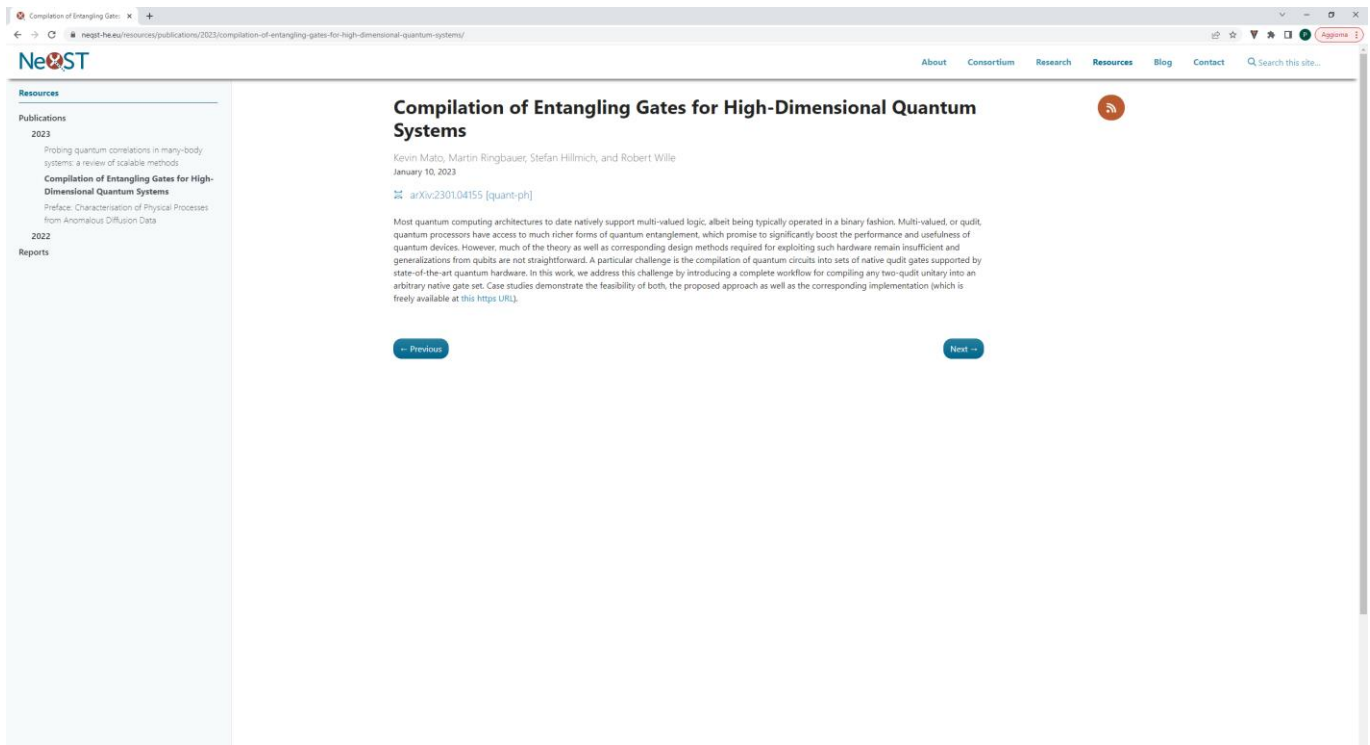 Compilation of Entangling Gates
neqst-he.eu/resources/publications/2023/compilation-of-entangling-gates-for-high-dimensional-quantum-systems/
P
Aggiorna
NeQST
About Consortium Research Resources Blog Contact Search this site...
Resources
Publications
2023
Probing quantum correlations in many-body
systems: a review of scalable methods
Compilation of Entangling Gates for High-
Dimensional Quantum Systems
Preface: Characterisation of Physical Processes
from Anomalous Diffusion Data
2022
Reports
Compilation of Entangling Gates for High-Dimensional Quantum
Systems
Kevin Mato, Martin Ringbauer, Stefan Hillmich, and Robert Wille
January 10, 2023
arXiv:2301.04155 [quant-ph]
Most quantum computing architectures to date natively support multi-valued logic, albeit being typically operated in a binary fashion. Multi-valued, or qudit,
quantum processors have access to much richer forms of quantum entanglement, which promise to significantly boost the performance and usefulness of
quantum devices. However, much of the theory as well as corresponding design methods required for exploiting such hardware remain insufficient and
generalizations from qubits are not straightforward. A particular challenge is the compilation of quantum circuits into sets of native qudit gates supported by
state-of-the-art quantum hardware. In this work, we address this challenge by introducing a complete workflow for compiling any two-qudit unitary into an
arbitrary native gate set. Case studies demonstrate the feasibility of both, the proposed approach as well as the corresponding implementation (which is
freely available at this https URL).
← Previous
Next →